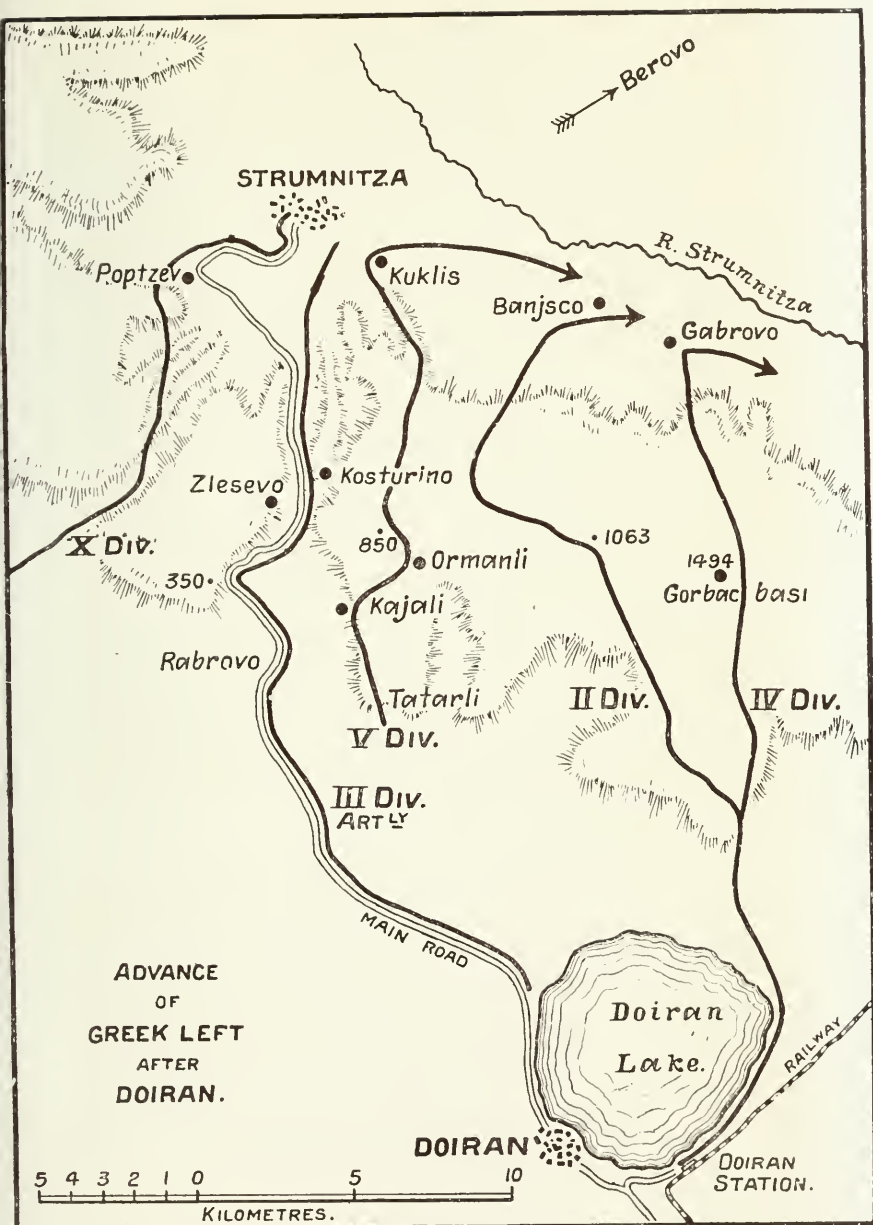 Berovo
STRUMNITZA
R. Strumnitza
Poptzev
Kuklis
Banjsco
Gabrovo
Zlesevo
Kosturino
X DIV.
850
Ormanli
1063
1494
Gorbac basi
350
Kajali
Rabrovo
Tatarli
V DIV.
II DIV.
IV DIV.
III DIV.
ARTLY
MAIN ROAD
ADVANCE
OF
GREEK LEFT
AFTER
DOIRAN.
Doiran
Lake.
RAILWAY
DOIRAN
DOIRAN
STATION.
5 4 3 2 1 0 5 10
KILOMETRES.